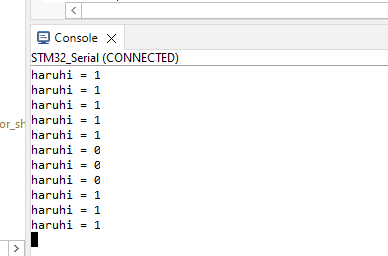 Console
STM32_Serial (CONNECTED)
haruhi = 1
haruhi = 1
haruhi = 1
haruhi = 1
haruhi = 1
haruhi = 0
haruhi = 0
haruhi = 0
haruhi = 1
haruhi = 1
haruhi = 1
or_sh